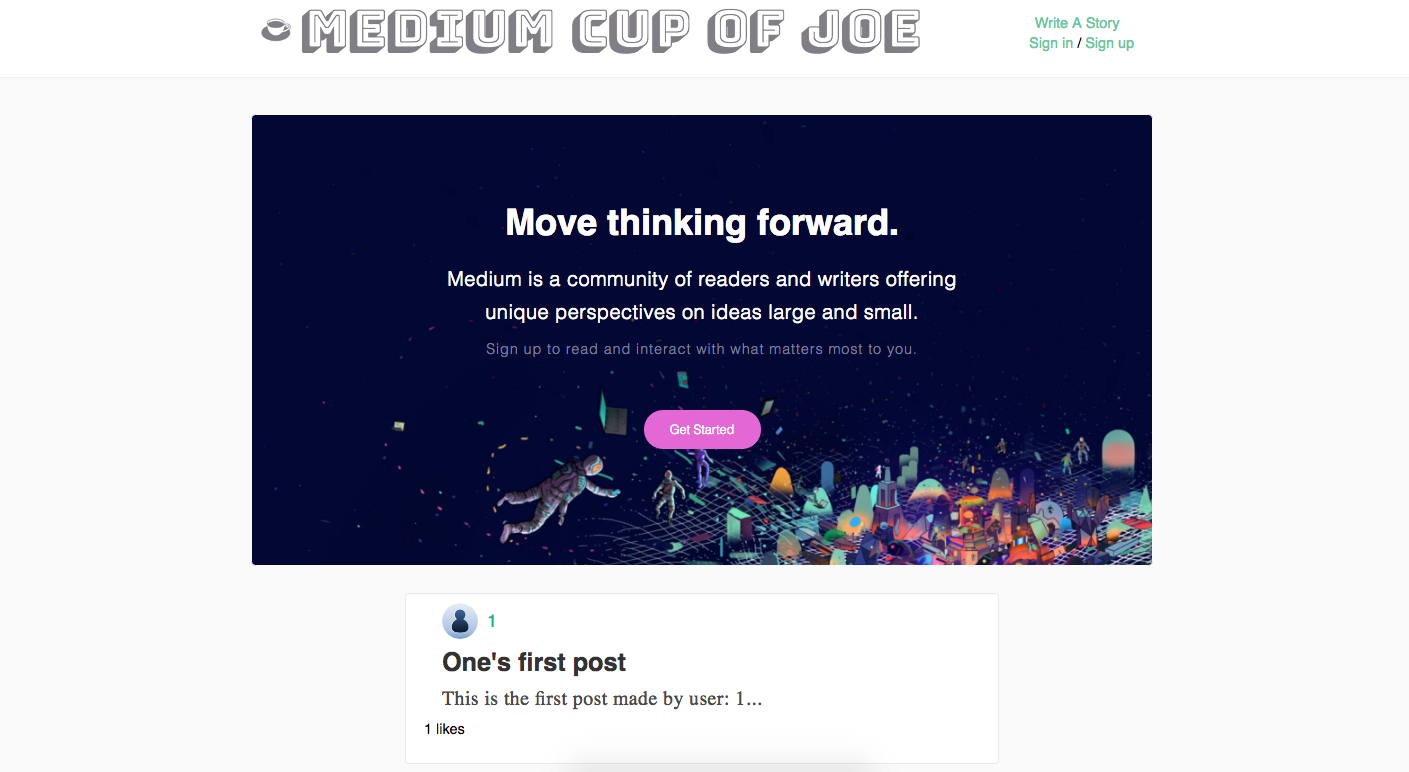 MEDIUM CUP OF JOE
Write A Story
Sign in / Sign up
Move thinking forward.
Medium is a community of readers and writers offering
unique perspectives on ideas large and small.
Sign up to read and interact with what matters most to you.
Get Started
1
One's first post
This is the first post made by user: 1...
1 likes